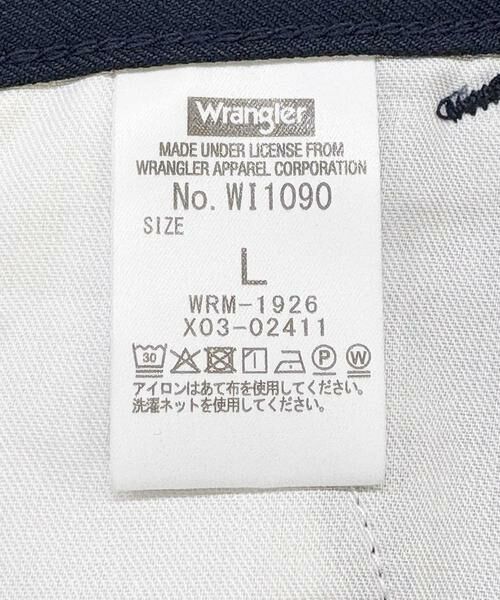 Wrangler
MADE UNDER LICENSE FROM
WRANGLER APPAREL CORPORATION
No. WI1090
SIZE
L
WRM-1926
X03-02411
30 P W
アイロンはあて布を使用してください。
洗濯ネットを使用してください。